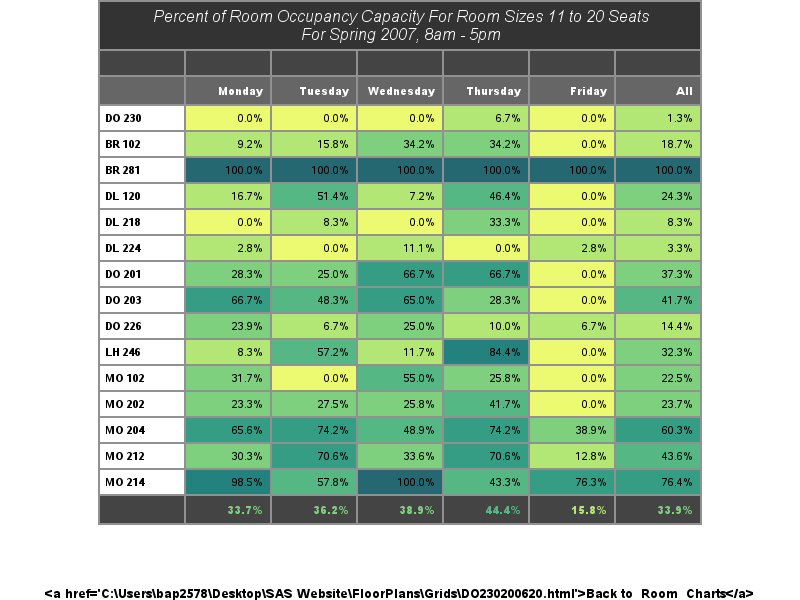 Percent of Room Occupancy Capacity For Room Sizes 11 to 20 Seats
For Spring 2007, 8am - 5pm
Monday Tuesday Wednesday Thursday Friday All
DO 230 0.0% 0.0% 0.0% 6.7% 0.0% 1.3%
BR 102 9.2% 15.8% 34.2% 34.2% 0.0% 18.7%
BR 281 100.0% 100.0% 100.0% 100.0% 100.0% 100.0%
DL 120 16.7% 51.4% 7.2% 46.4% 0.0% 24.3%
DL 218 0.0% 8.3% 0.0% 33.3% 0.0% 8.3%
DL 224 2.8% 0.0% 11.1% 0.0% 2.8% 3.3%
DO 201 28.3% 25.0% 66.7% 66.7% 0.0% 37.3%
DO 203 66.7% 48.3% 65.0% 28.3% 0.0% 41.7%
DO 226 23.9% 6.7% 25.0% 10.0% 6.7% 14.4%
LH 246 8.3% 57.2% 11.7% 84.4% 0.0% 32.3%
MO 102 31.7% 0.0% 55.0% 25.8% 0.0% 22.5%
MO 202 23.3% 27.5% 25.8% 41.7% 0.0% 23.7%
MO 204 65.6% 74.2% 48.9% 74.2% 38.9% 60.3%
MO 212 30.3% 70.6% 33.6% 70.6% 12.8% 43.6%
MO 214 98.5% 57.8% 100.0% 43.3% 76.3% 76.4%
33.7% 36.2% 38.9% 44.4% 15.8% 33.9%
<a href='C:\Users\bap2578\Desktop\SAS Website\FloorPlans\Grids\DO230200620.html'>Back to Room Charts</a>